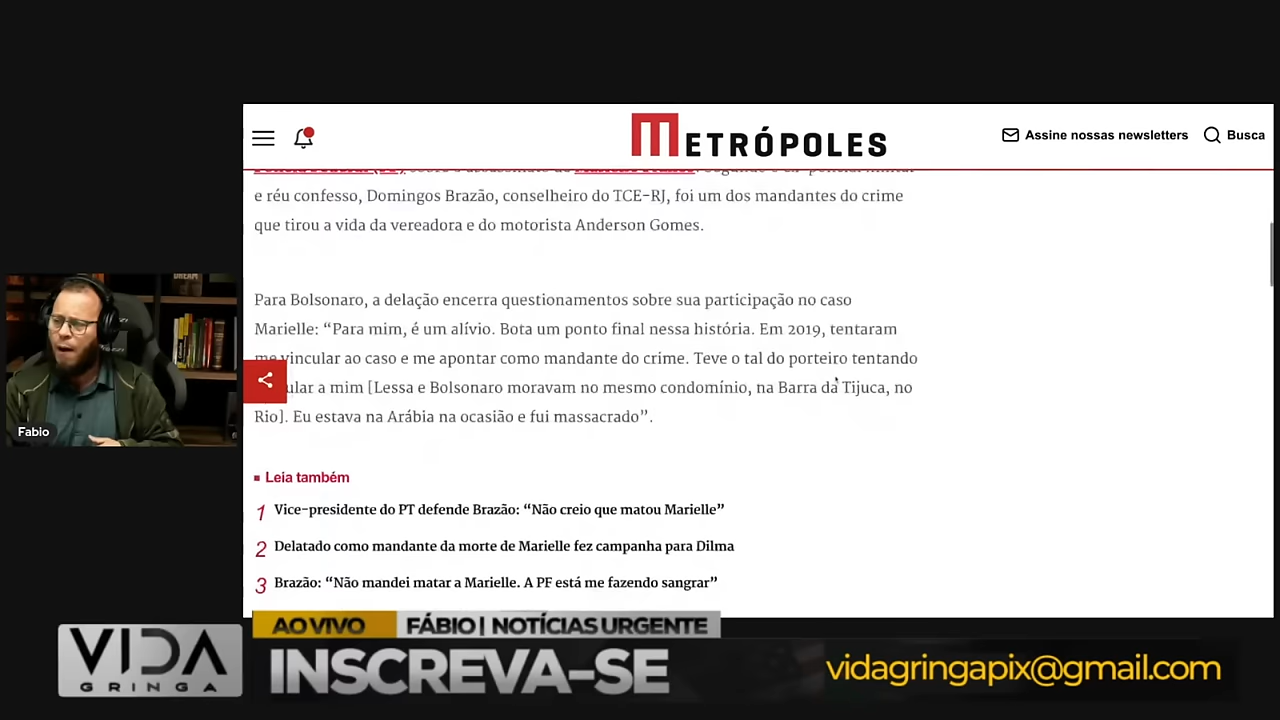 METRÓPOLES
Assine nossas newsletters
Busca
e réu confesso, Domingos Brazão, conselheiro do TCE-RJ, foi um dos mandantes do crime
que tirou a vida da vereadora e do motorista Anderson Gomes.
Para Bolsonaro, a delação encerra questionamentos sobre sua participação no caso
Marielle: “Para mim, é um alívio. Bota um ponto final nessa história. Em 2019, tentaram
me vincular ao caso e me apontar como mandante do crime. Teve o tal do porteiro tentando
ular a mim [Lessa e Bolsonaro moravam no mesmo condomínio, na Barra da Tijuca, no
Rio]. Eu estava na Arábia na ocasião e fui massacrado”.
Leia também
1 Vice-presidente do PT defende Brazão: “Não creio que matou Marielle”
2 Delatado como mandante da morte de Marielle fez campanha para Dilma
3 Brazão: “Não mandei matar a Marielle. A PF está me fazendo sangrar”
Fabio
AO VIVO
FÁBIO | NOTÍCIAS URGENTE
VIDA
GRINGA
INSCREVA-SE
vidagringapix@gmail.com